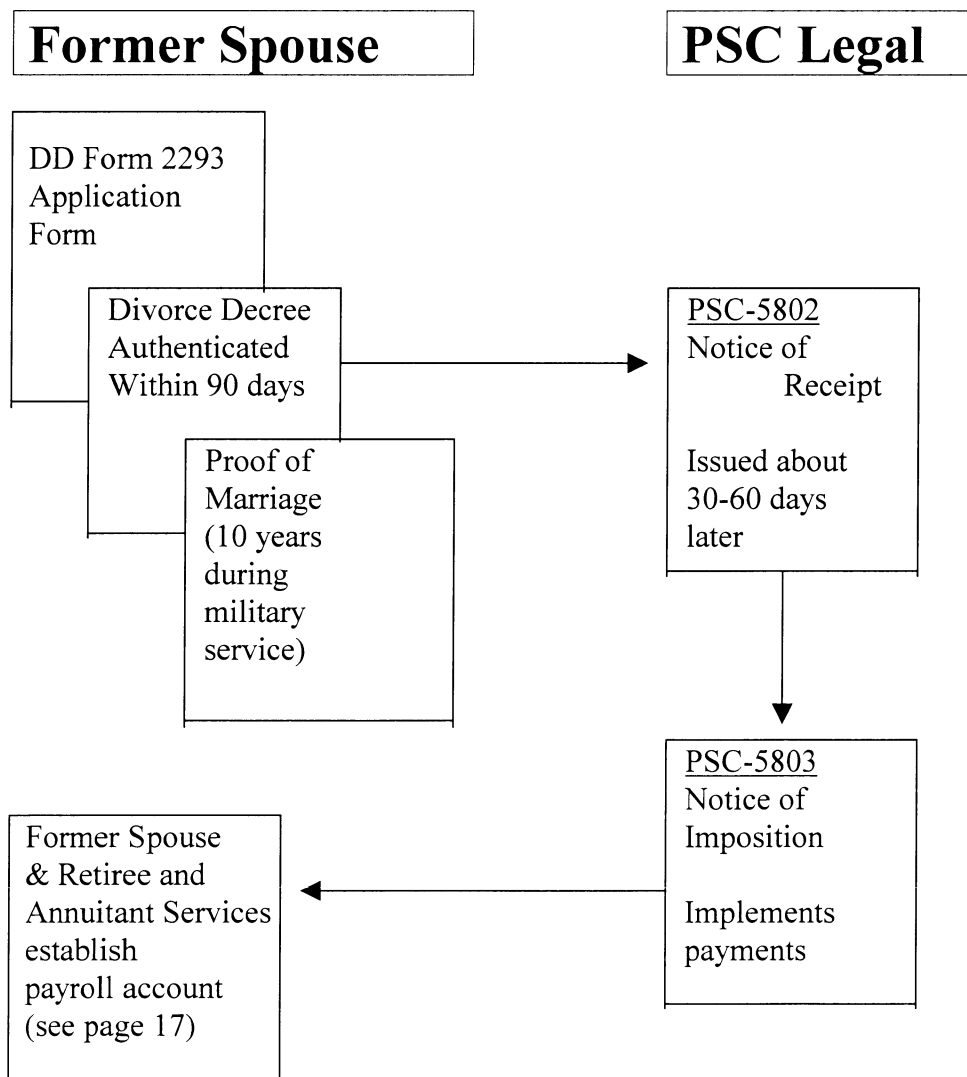 Former Spouse
PSC Legal
DD Form 2293
Application
Form
Divorce Decree
Authenticated
Within 90 days
Proof of
Marriage
(10 years
during
military
service)
PSC-5802
Notice of
Receipt
Issued about
30-60 days
later
PSC-5803
Notice of
Imposition
Implements
payments
Former Spouse
& Retiree and
Annuitant Services
establish
payroll account
(see page 17)